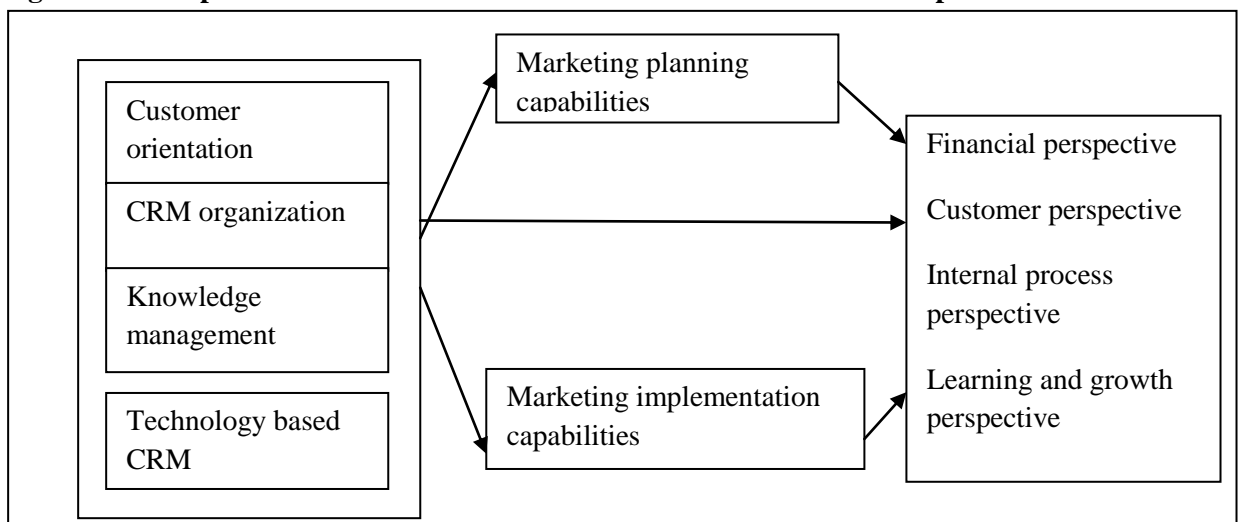 Customer
orientation
CRM organization
Knowledge
management
Technology based
CRM
Marketing planning
capabilities
Marketing implementation
capabilities
Financial perspective
Customer perspective
Internal process
perspective
Learning and growth
perspective